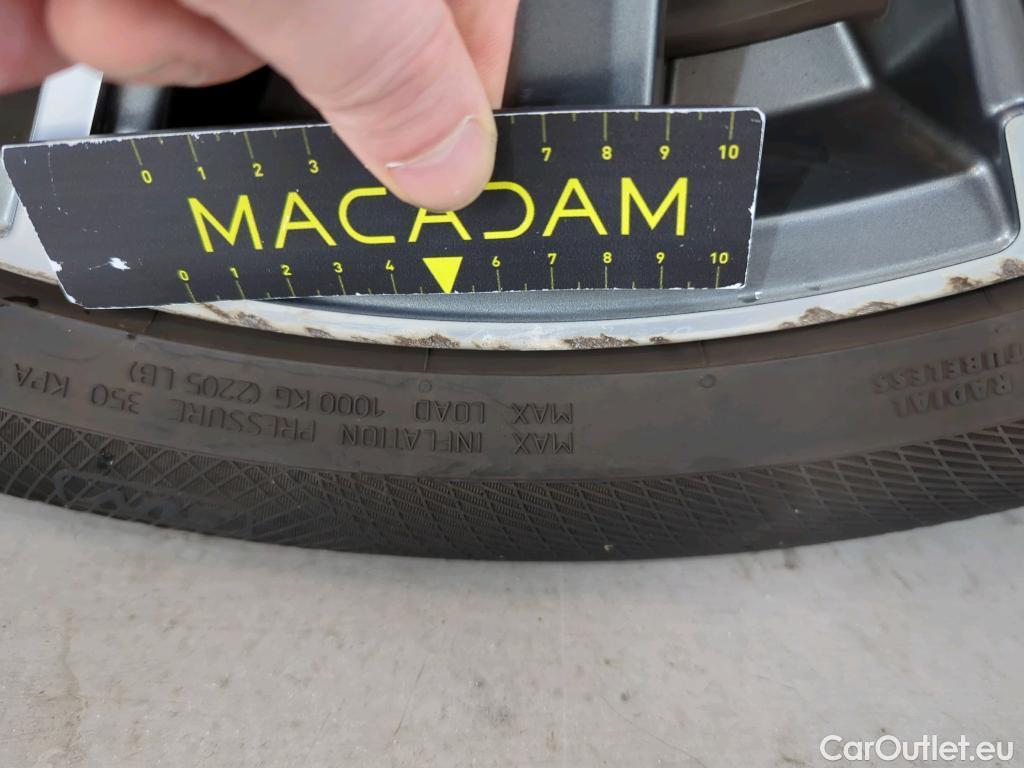 0 1 2 3 7 8 9 10
MACADAM
0 1 2 3 4 6 7 8 9 10
RADIAL
TUBELESS
MAX LOAD 1000 KG (2205 LB)
MAX INFLATION PRESSURE 350 KPA
CarOutlet.eu